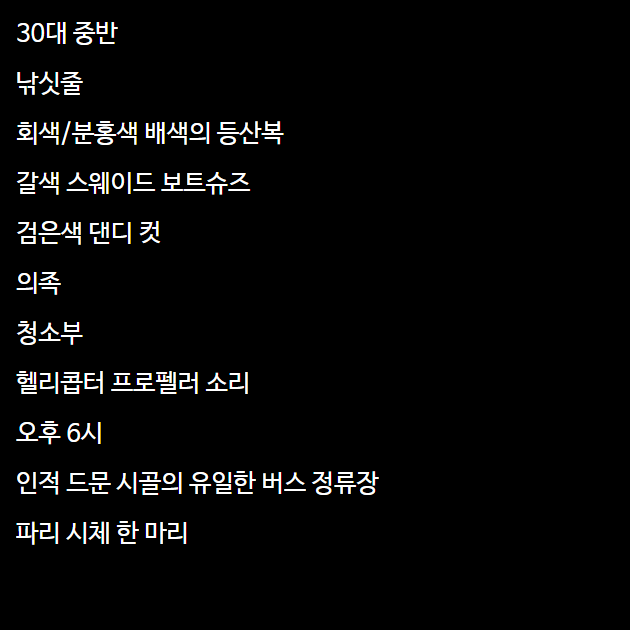 30대 중반
낚싯줄
회색/분홍색 배색의 등산복
갈색 스웨이드 보트슈즈
검은색 댄디 컷
의족
청소부
헬리콥터 프로펠러 소리
오후 6시
인적 드문 시골의 유일한 버스 정류장
파리 시체 한 마리